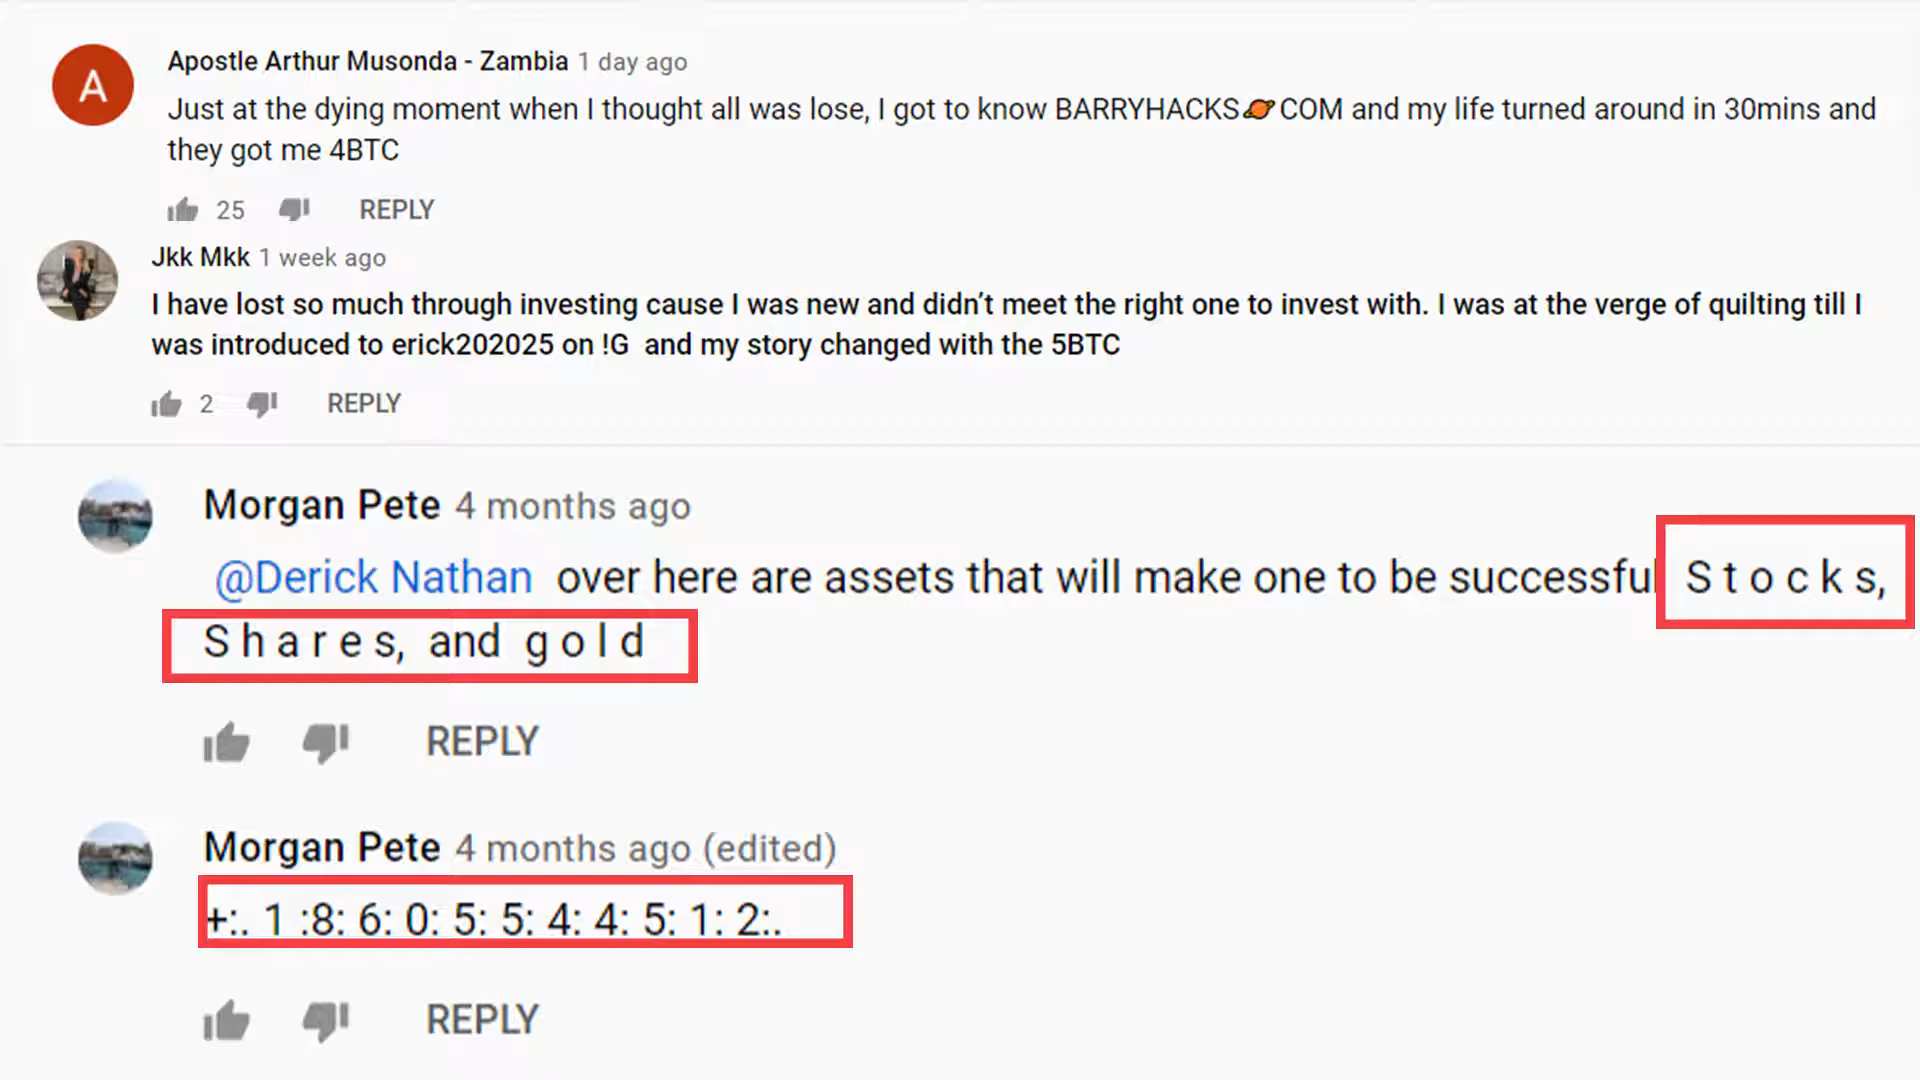 A
Apostle Arthur Musonda - Zambia 1 day ago
Just at the dying moment when I thought all was lose, I got to know BARRYHACKS🪐COM and my life turned around in 30mins and
they got me 4BTC
25 REPLY
Jkk Mkk 1 week ago
I have lost so much through investing cause I was new and didn’t meet the right one to invest with. I was at the verge of quilting till I
was introduced to erick202025 on !G and my story changed with the 5BTC
2 REPLY
Morgan Pete 4 months ago
@Derick Nathan over here are assets that will make one to be successful S t o c k s,
S h a r e s, and g o l d
REPLY
Morgan Pete 4 months ago (edited)
+:. 1 :8: 6: 0: 5: 5: 4: 4: 5: 1: 2:.
REPLY